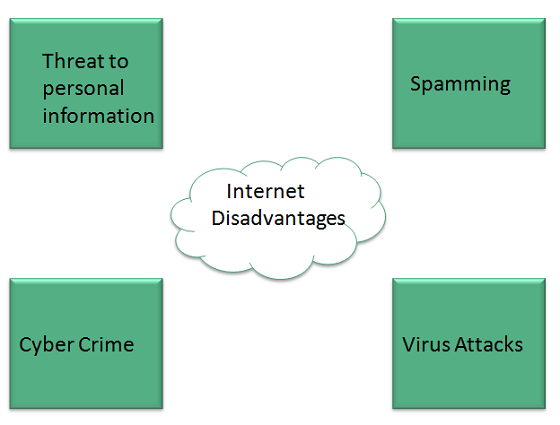 Threat to
personal
information
Spamming
Internet
Disadvantages
Cyber Crime
Virus Attacks